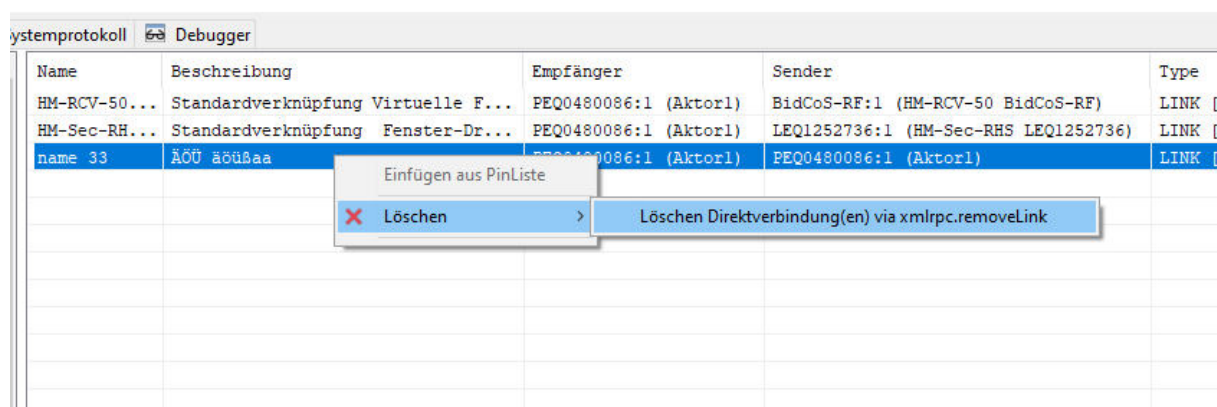 ystemprotokoll Debugger
Name Beschreibung Empfänger Sender Type
HM-RCV-50... Standardverknüpfung Virtuelle F... PEQ0480086:1 (Aktor1) BidCoS-RF:1 (HM-RCV-50 BidCoS-RF) LINK [
HM-Sec-RH... Standardverknüpfung Fenster-Dr... PEQ0480086:1 (Aktor1) LEQ1252736:1 (HM-Sec-RHS LEQ1252736) LINK [
name 33 ÄÖÜ äöüßaa PEQ0480086:1 (Aktor1) PEQ0480086:1 (Aktor1) LINK [
Einfügen aus PinListe
Löschen > Löschen Direktverbindung(en) via xmlrpc.removeLink